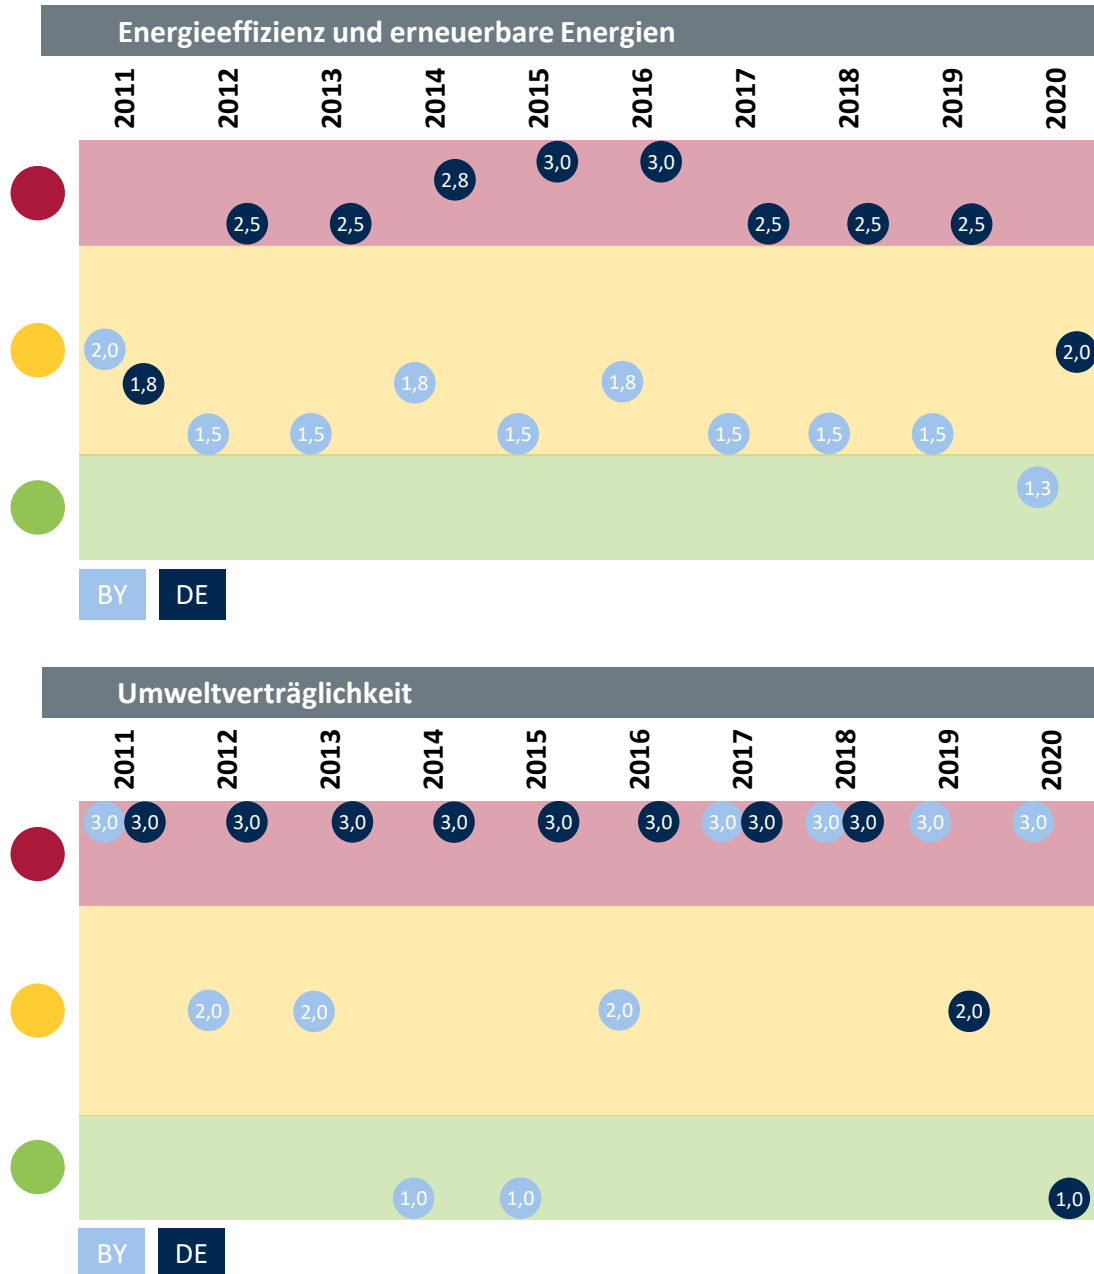 Energieeffizienz und erneuerbare Energien
2011 2012 2013 2014 2015 2016 2017 2018 2019 2020
3,0 3,0
2,8
2,5 2,5 2,5 2,5 2,5
2,0 2,0
1,8 1,8 1,8
1,5 1,5 1,5 1,5 1,5 1,5
1,3
BY DE
Umweltverträglichkeit
2011 2012 2013 2014 2015 2016 2017 2018 2019 2020
3,0 3,0 3,0 3,0 3,0 3,0 3,0 3,0 3,0 3,0 3,0 3,0 3,0
2,0 2,0 2,0 2,0
1,0 1,0 1,0
BY DE